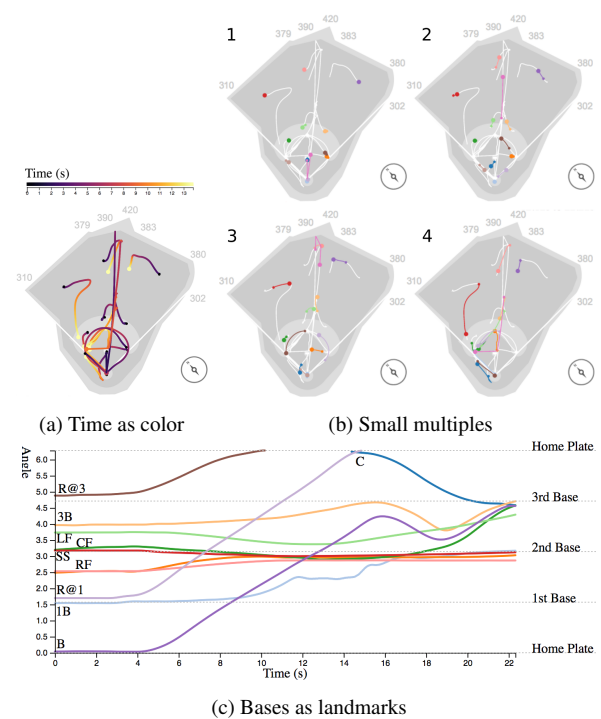 1
2
420
390
379
383
380
310
302
420
390
379
383
380
310
302
Time (s)
0 1 2 3 4 5 6 7 8 9 10 11 12 13
3
4
420
390
379
383
380
310
302
420
390
379
383
380
310
302
420
390
379
383
380
310
302
(a) Time as color
(b) Small multiples
Angle
6.0
5.5
5.0
4.5
4.0
3.5
3.0
2.5
2.0
1.5
1.0
0.5
0.0
R@3
3B
LF CF
SS
RF
R@1
1B
B
C
Home Plate
3rd Base
2nd Base
1st Base
Home Plate
0 2 4 6 8 10 12 14 16 18 20 22
Time (s)
(c) Bases as landmarks